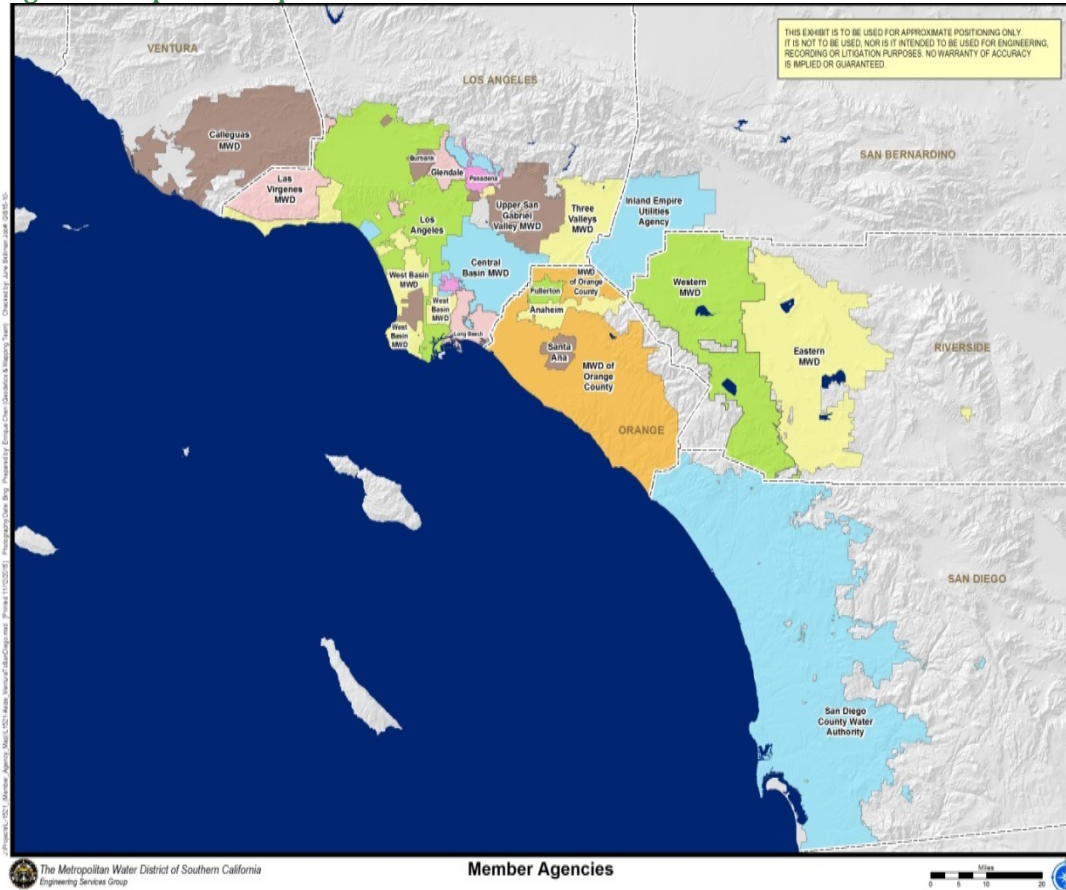 THIS EXHIBIT IS TO BE USED FOR APPROXIMATE POSITIONING ONLY.
IT IS NOT TO BE USED, NOR IS IT INTENDED TO BE USED FOR ENGINEERING,
RECORDING OR LITIGATION PURPOSES. NO WARRANTY OF ACCURACY
IS IMPLIED OR GUARANTEED.
VENTURA
LOS ANGELES
SAN BERNARDINO
Calleguas
MWD
Burbank
Glendale
Pasadena
Las
Virgenes
MWD
Upper San
Gabriel
Valley MWD
Three
Valleys
MWD
Inland Empire
Utilities
Agency
Los
Angeles
Central
Basin MWD
West Basin
MWD
MWD
of Orange
County
Western
MWD
Fullerton
West
Basin
MWD
Anaheim
West
Basin
MWD
Long Beach
Santa
Ana
Eastern
MWD
RIVERSIDE
MWD of
Orange
County
ORANGE
SAN DIEGO
San Diego
County Water
Authority
The Metropolitan Water District of Southern California
Engineering Services Group
Member Agencies
Miles
0 5 10 20